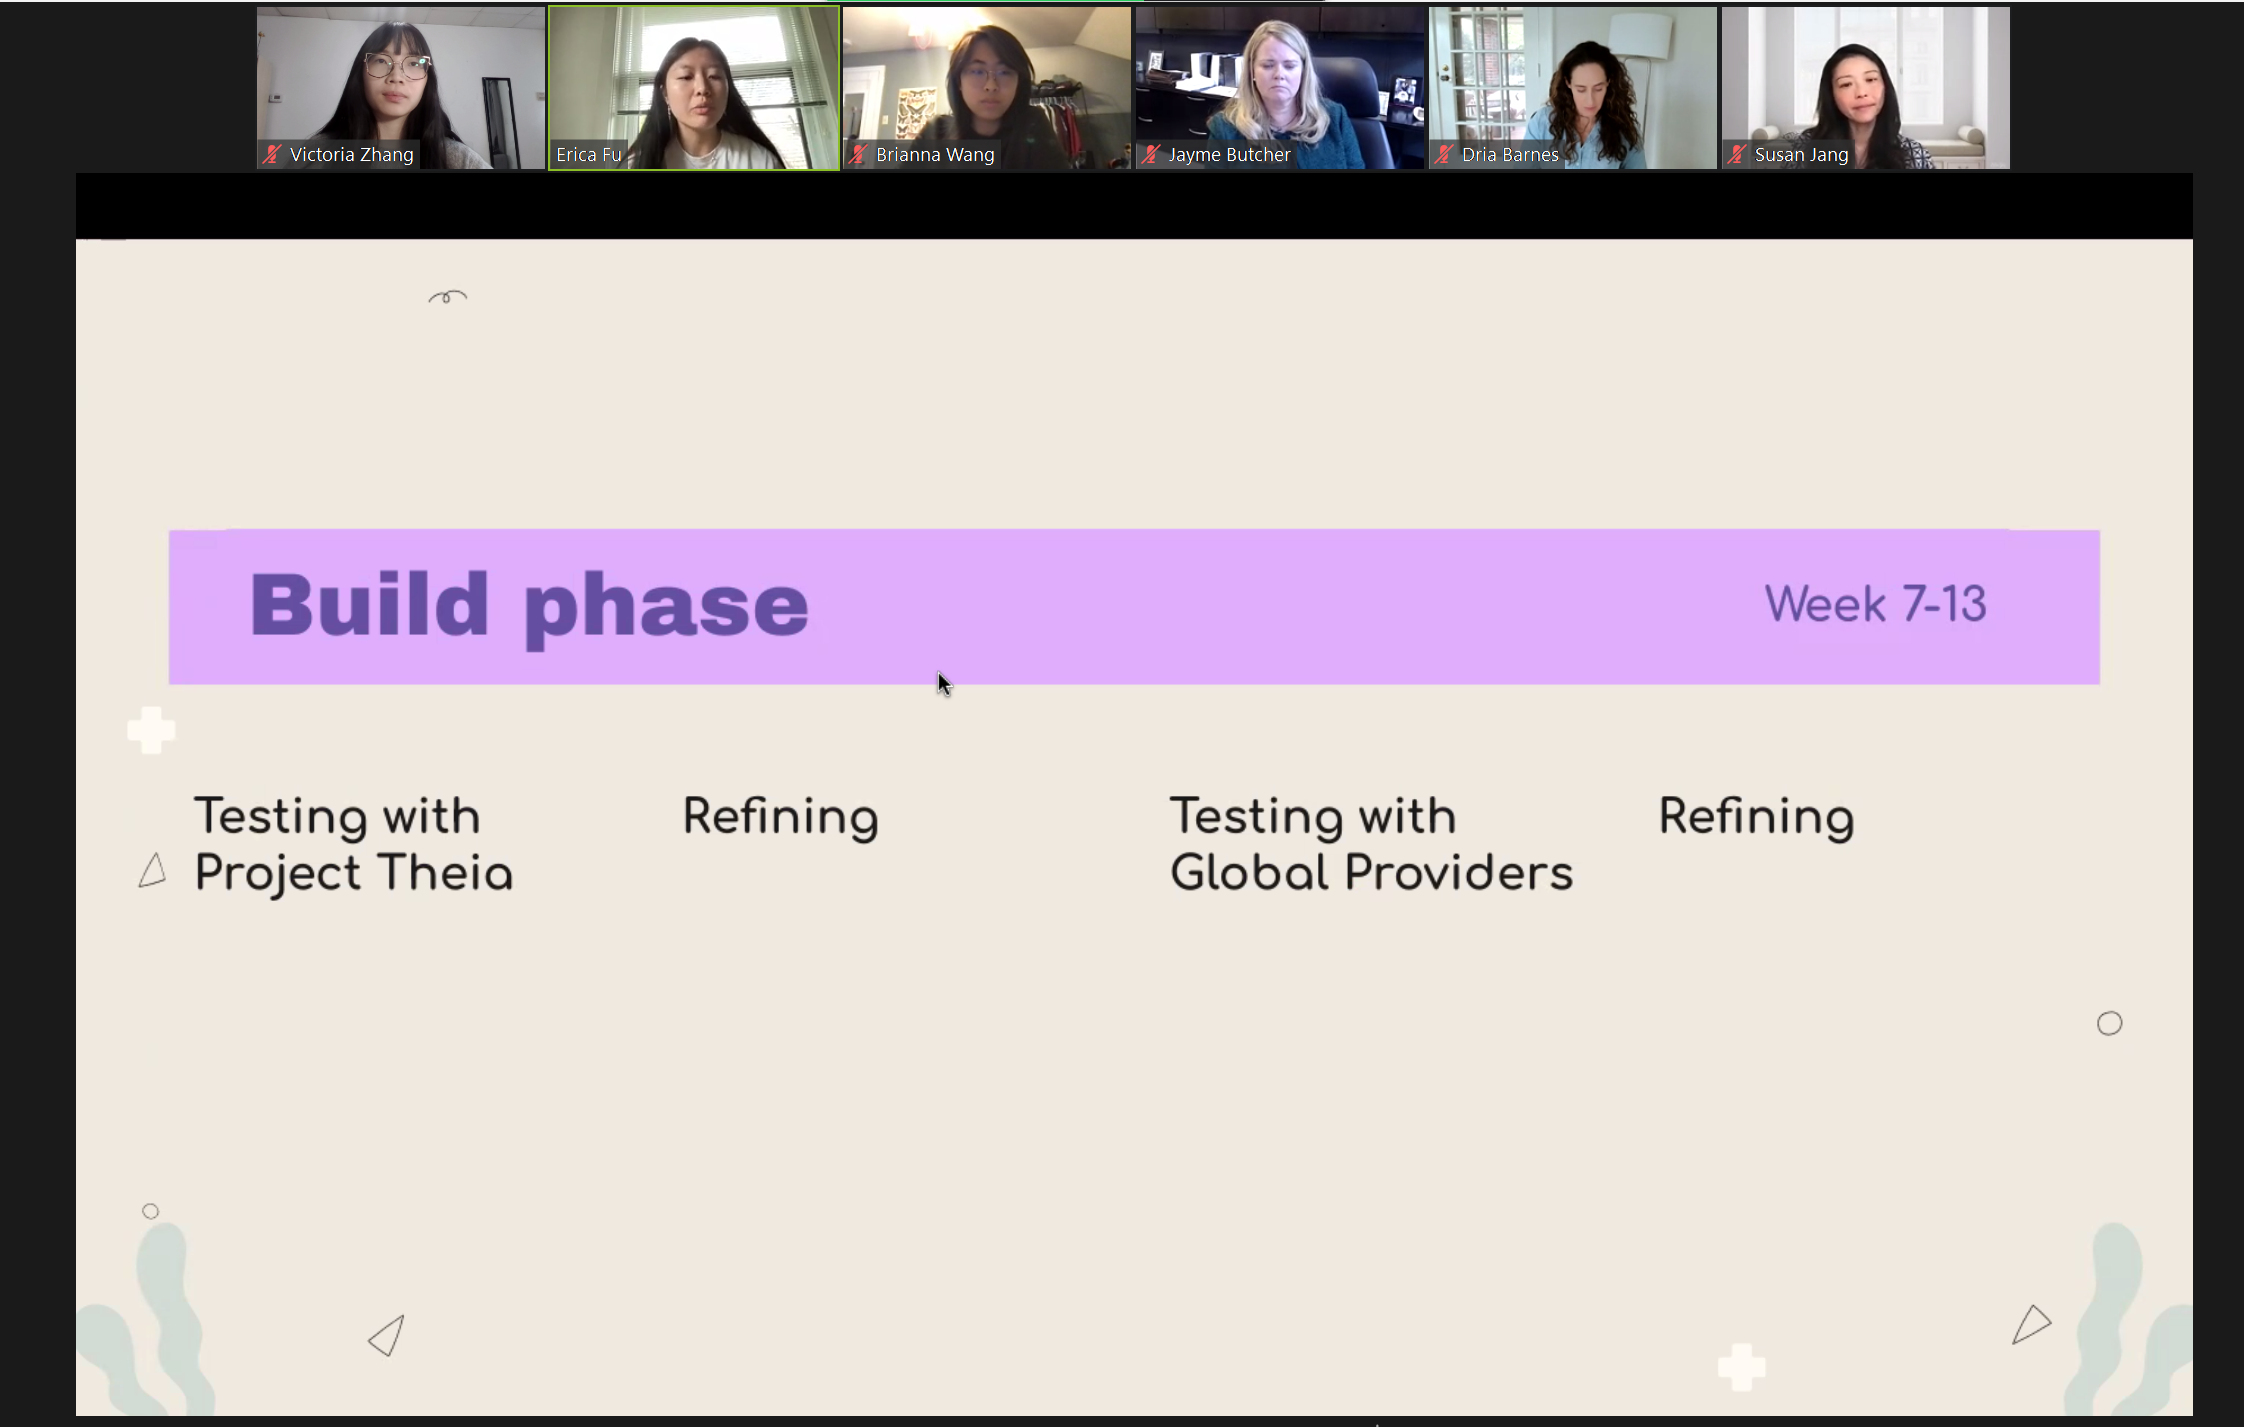 Victoria Zhang
Erica Fu
Brianna Wang
Jayme Butcher
Dria Barnes
Susan Jang
Build phase
Week 7-13
Testing with
Project Theia
Refining
Testing with
Global Providers
Refining